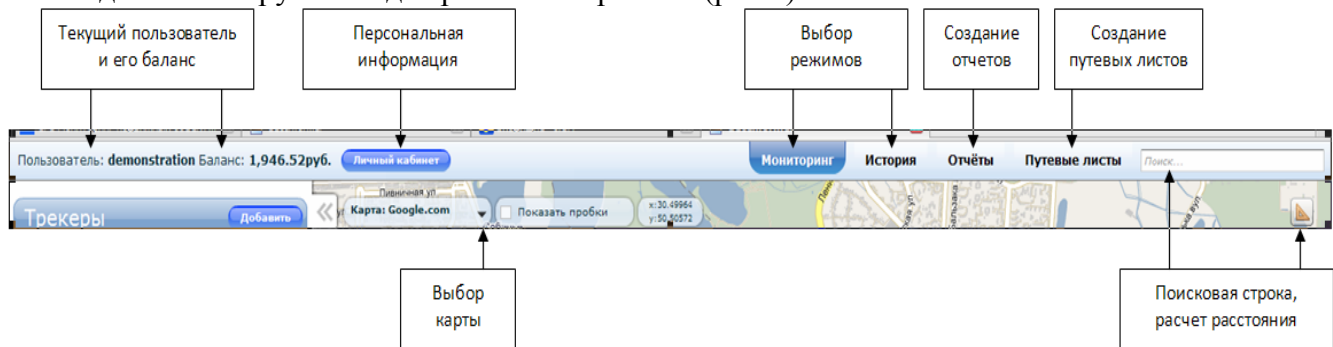 Текущий пользователь
и его баланс
Персональная
информация
Выбор
режимов
Создание
отчетов
Создание
путевых листов
Пользователь: demonstration Баланс: 1,946.52руб.
Личный кабинет
Мониторинг
История
Отчёты
Путевые листы
Поиск...
Трекеры
Добавить
Пивничная ул
Карта: Google.com
Показать пробки
x:30.49964
y:50.50572
Выбор
карты
Поисковая строка,
расчет расстояния